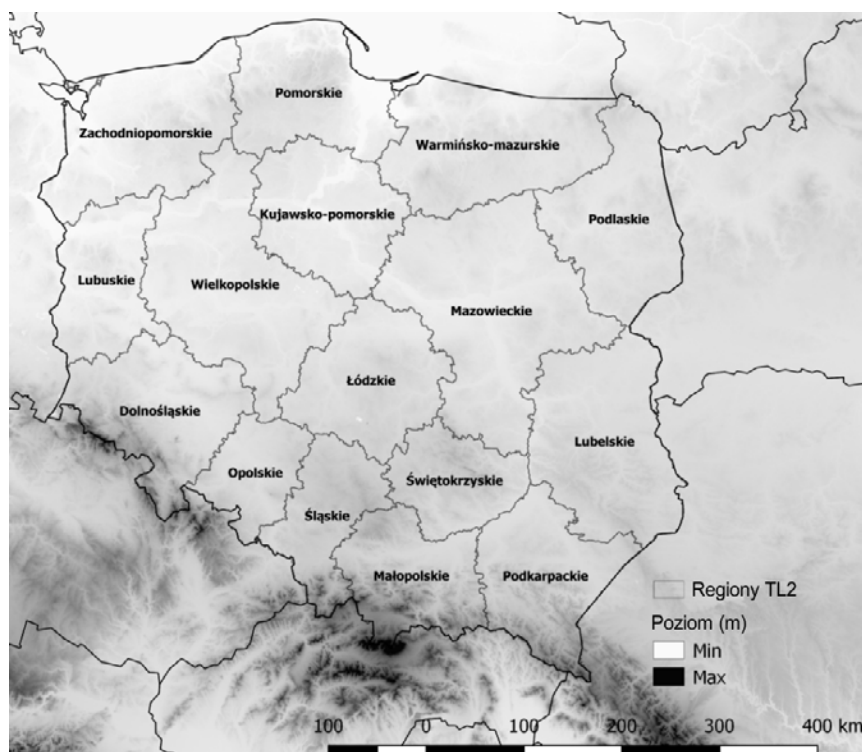 Pomorskie
Zachodniopomorskie
Warmińsko-mazurskie
Kujawsko-pomorskie
Podlaskie
Lubuskie
Wielkopolskie
Mazowieckie
Łódzkie
Dolnośląskie
Lubelskie
Opolskie
Świętokrzyskie
Śląskie
Małopolskie
Podkarpackie
Regiony TL2
Poziom (m)
Min
Max
100 0 100 200 300 400 km